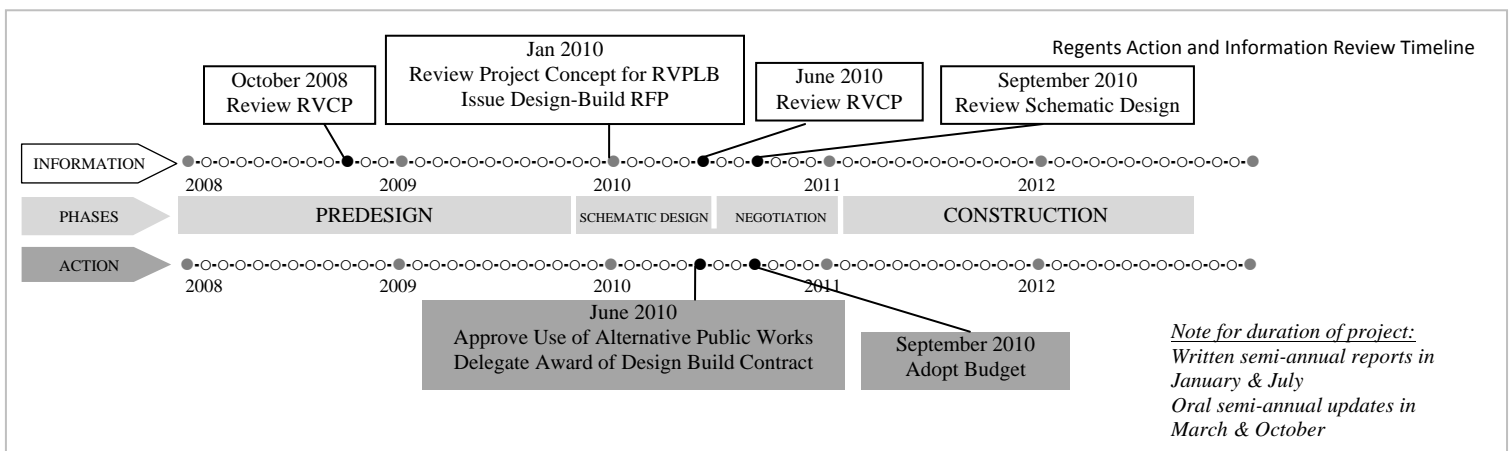 Regents Action and Information Review Timeline
October 2008
Review RVCP
Jan 2010
Review Project Concept for RVPLB
Issue Design-Build RFP
June 2010
Review RVCP
September 2010
Review Schematic Design
INFORMATION
2008
2009
2010
2011
2012
PHASES
PREDESIGN
SCHEMATIC DESIGN
NEGOTIATION
CONSTRUCTION
ACTION
2008
2009
2010
2011
2012
June 2010
Approve Use of Alternative Public Works
Delegate Award of Design Build Contract
September 2010
Adopt Budget
Note for duration of project:
Written semi-annual reports in
January & July
Oral semi-annual updates in
March & October